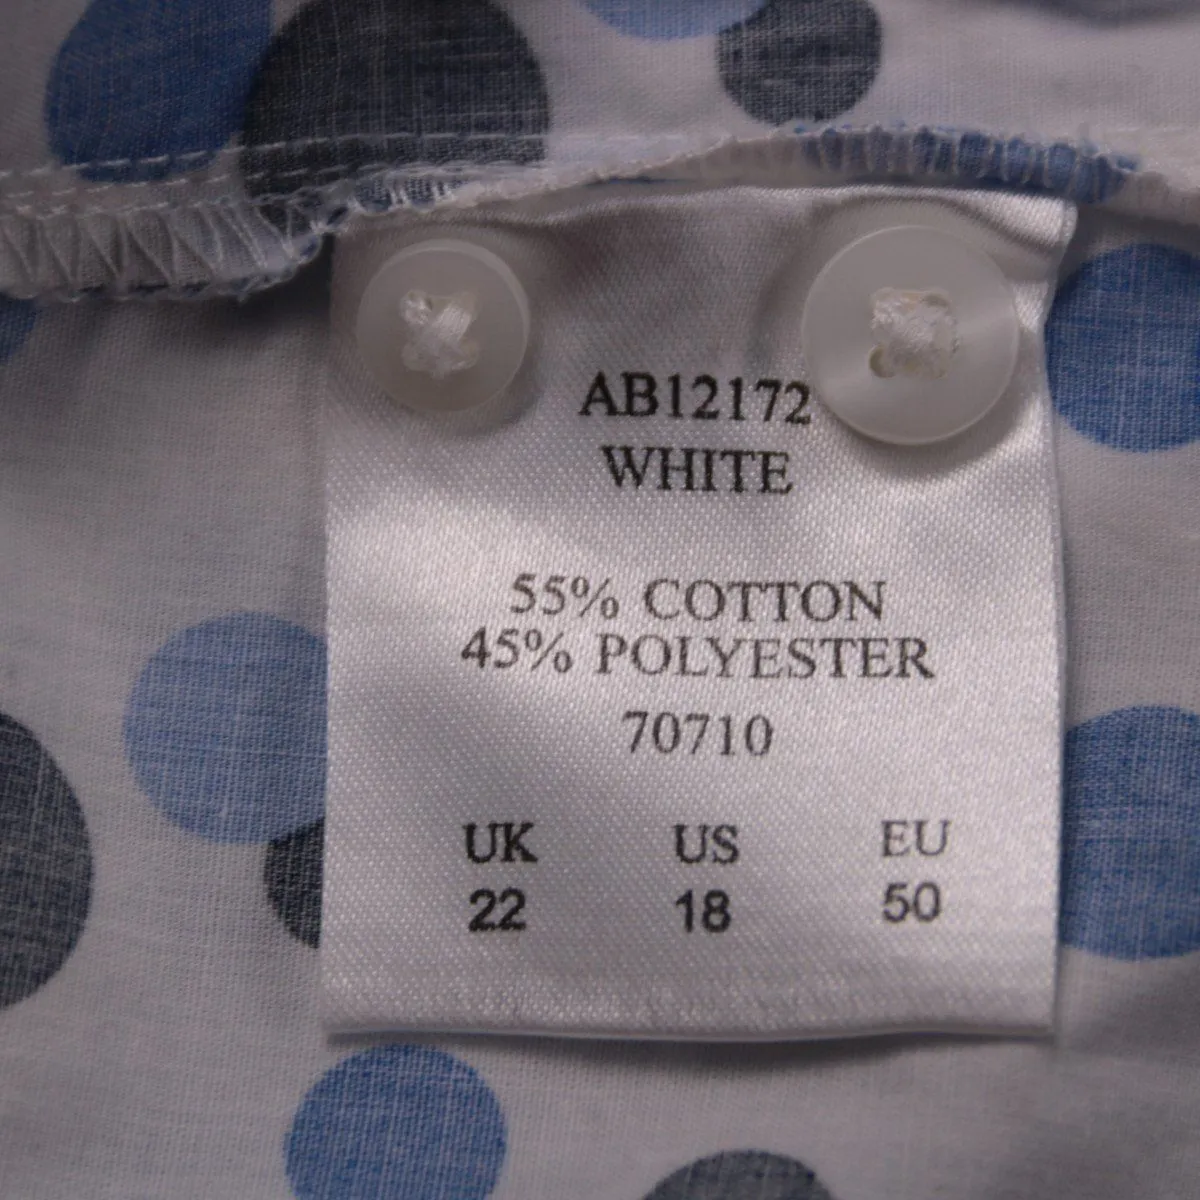 AB12172
WHITE
55% COTTON
45% POLYESTER
70710
UK US EU
22 18 50